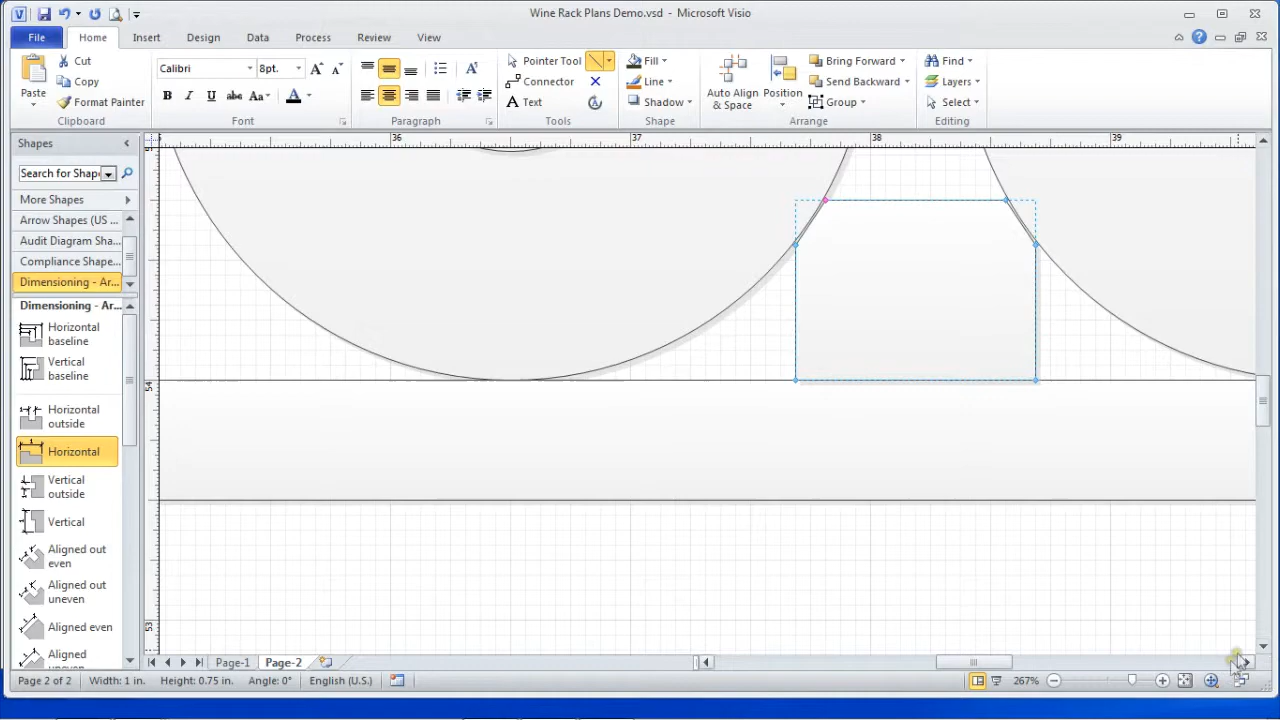 Wine Rack Plans Demo.vsd - Microsoft Visio
File Home Insert Design Data Process Review View
Paste
Cut
Copy
Format Painter
Clipboard
Calibri 8pt.
Font
Paragraph
Pointer Tool
Connector
Text
Tools
Fill
Line
Shadow
Shape
Auto Align
& Space
Position
Bring Forward
Send Backward
Group
Arrange
Find
Layers
Select
Editing
Shapes
Search for Shap
More Shapes
Arrow Shapes (US ...
Audit Diagram Sha...
Compliance Shape...
Dimensioning - Ar...
Dimensioning - Ar...
Horizontal
baseline
Vertical
baseline
Horizontal
outside
Horizontal
Vertical
outside
Vertical
Aligned out
even
Aligned out
uneven
Aligned even
Aligned
uneven
36 37 38 39
54
53
Page-1 Page-2
Page 2 of 2 Width: 1 in. Height: 0.75 in. Angle: 0° English (U.S.) 267%